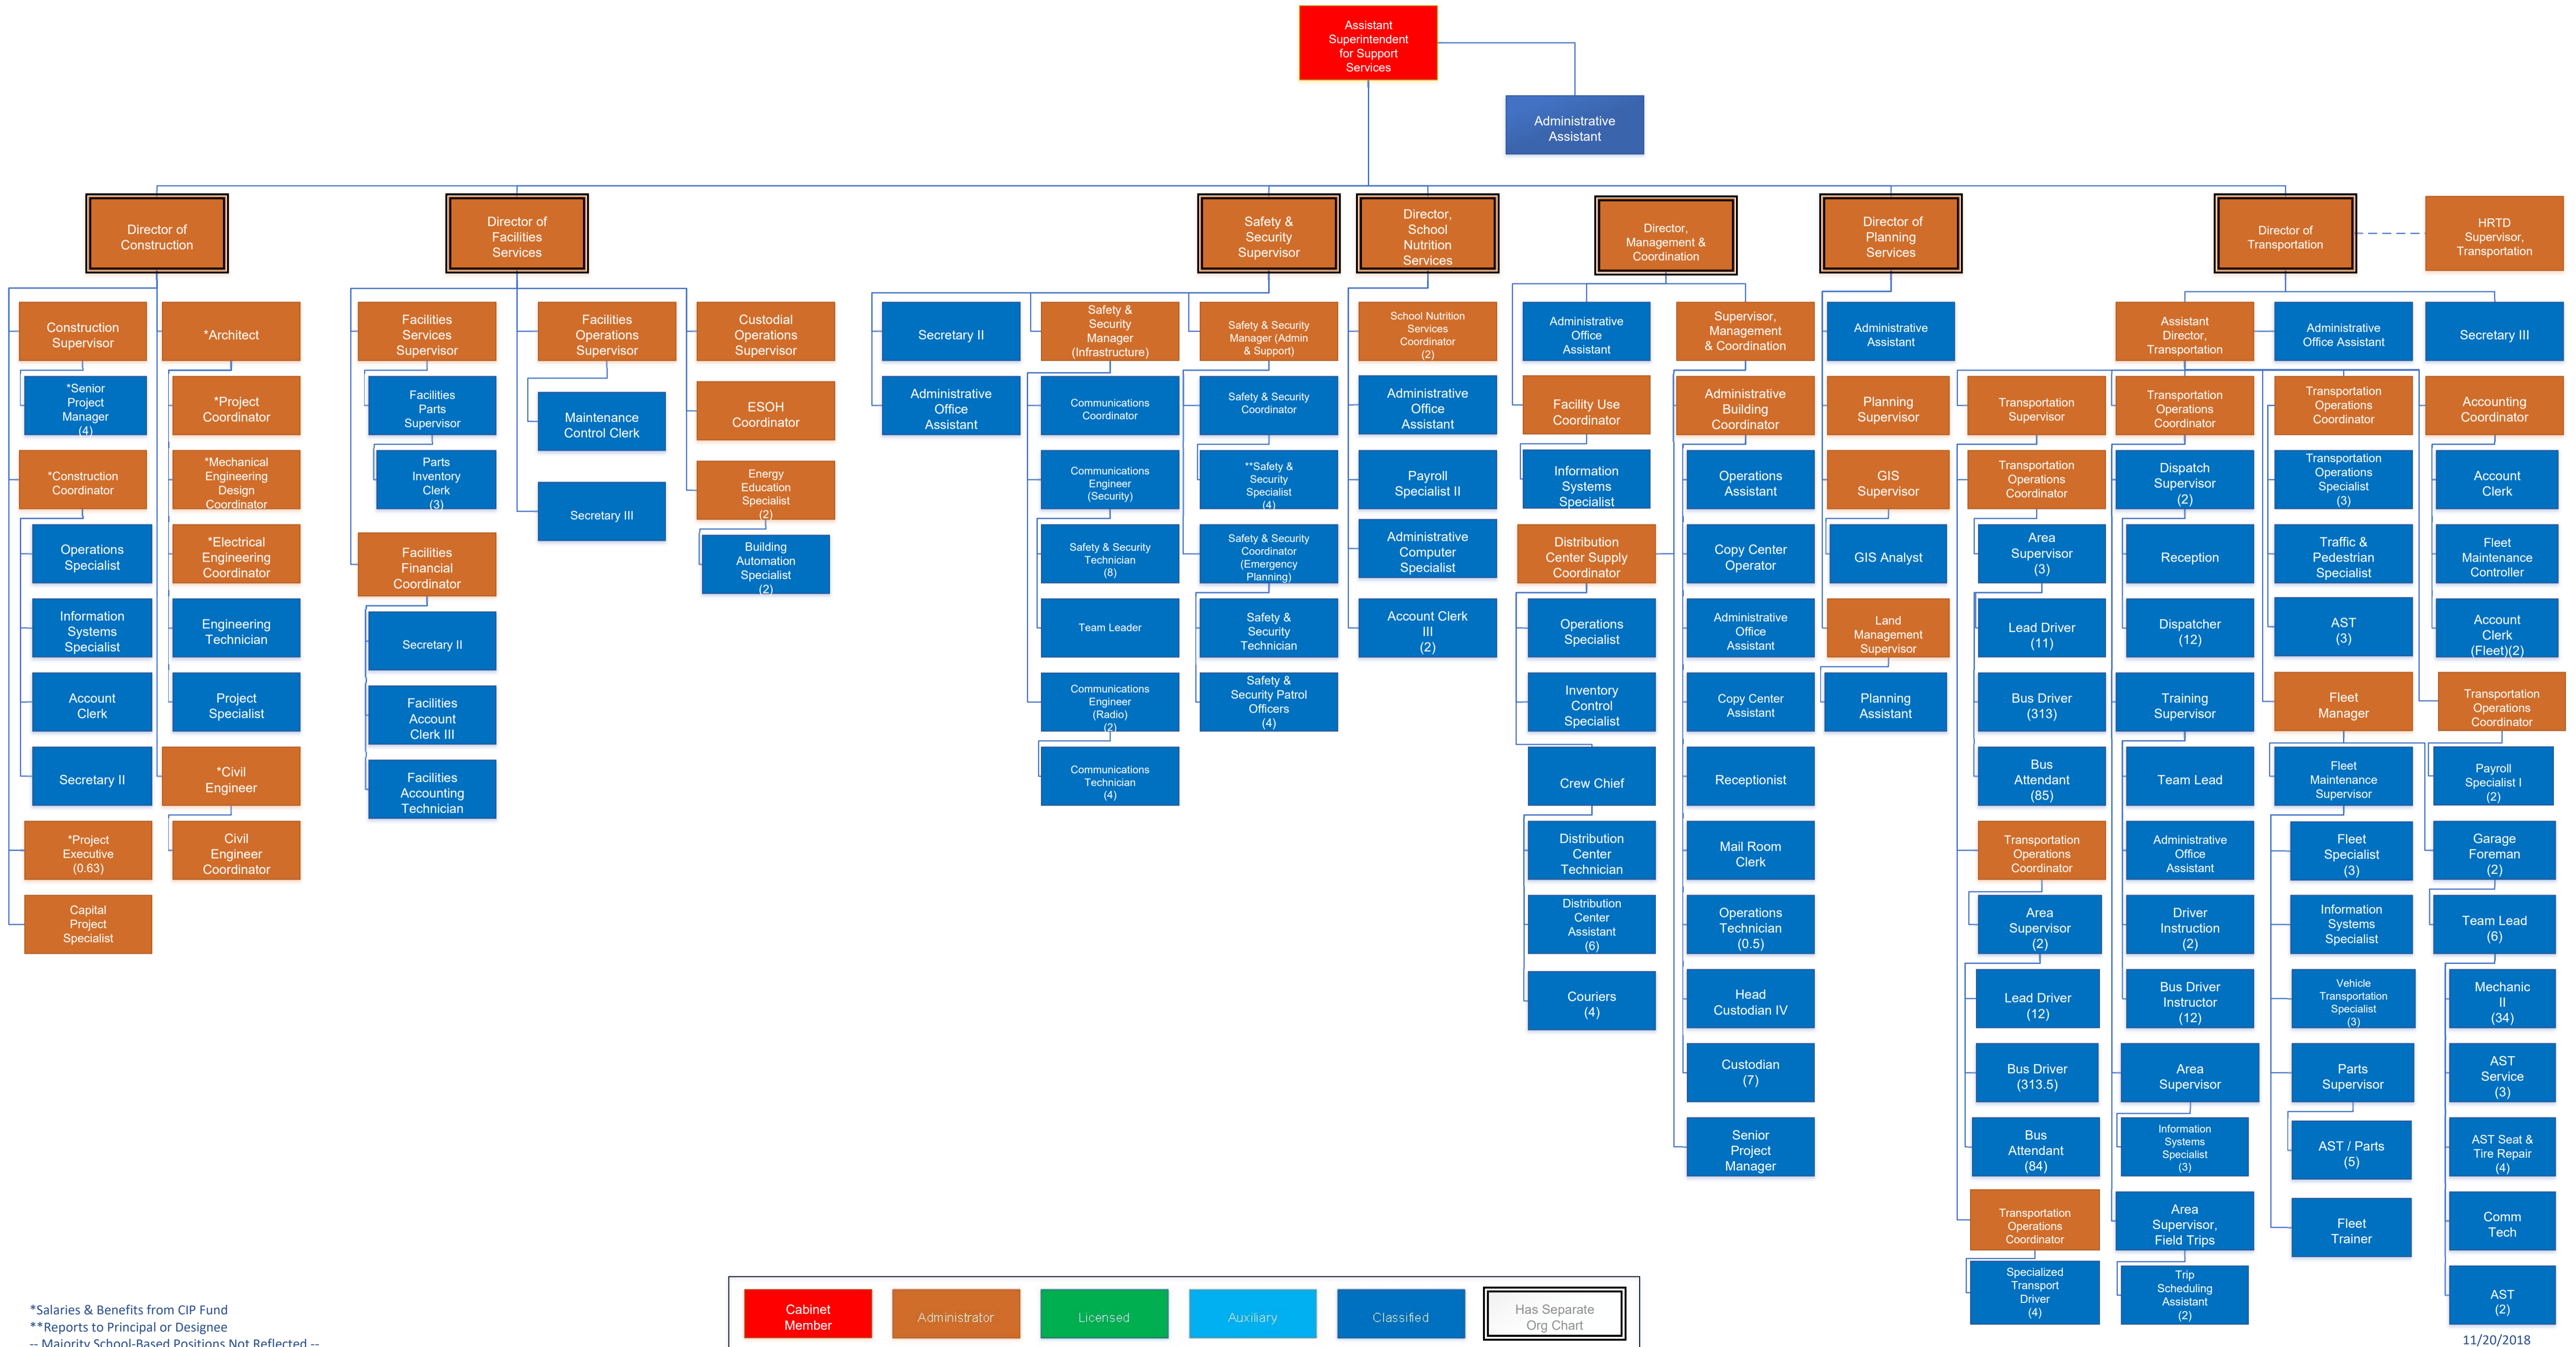 Assistant
Superintendent
for Support
Services
Administrative
Assistant
Director of
Construction
Director of
Facilities
Services
Safety &
Security
Supervisor
Director,
School
Nutrition
Services
Director,
Management &
Coordination
Director of
Planning
Services
Director of
Transportation
HRTD
Supervisor,
Transportation
Construction
Supervisor
*Senior
Project
Manager
(4)
*Construction
Coordinator
Operations
Specialist
Information
Systems
Specialist
Account
Clerk
Secretary II
*Project
Executive
(0.63)
Capital
Project
Specialist
*Architect
*Project
Coordinator
*Mechanical
Engineering
Design
Coordinator
*Electrical
Engineering
Coordinator
Engineering
Technician
Project
Specialist
*Civil
Engineer
Civil
Engineer
Coordinator
Facilities
Services
Supervisor
Facilities
Parts
Supervisor
Parts
Inventory
Clerk
(3)
Facilities
Financial
Coordinator
Secretary II
Facilities
Account
Clerk III
Facilities
Accounting
Technician
Facilities
Operations
Supervisor
Maintenance
Control Clerk
Secretary III
Custodial
Operations
Supervisor
ESOH
Coordinator
Energy
Education
Specialist
(2)
Building
Automation
Specialist
(2)
Secretary II
Administrative
Office
Assistant
Safety &
Security
Manager
(Infrastructure)
Communications
Coordinator
Communications
Engineer
(Security)
Safety & Security
Technician
(8)
Team Leader
Communications
Engineer
(Radio)
(2)
Communications
Technician
(4)
Safety & Security
Manager (Admin
& Support)
Safety & Security
Coordinator
**Safety &
Security
Specialist
(4)
Safety & Security
Coordinator
(Emergency
Planning)
Safety &
Security
Technician
Safety &
Security Patrol
Officers
(4)
School Nutrition
Services
Coordinator
(2)
Administrative
Office
Assistant
Payroll
Specialist II
Administrative
Computer
Specialist
Account Clerk
III
(2)
Administrative
Office
Assistant
Facility Use
Coordinator
Information
Systems
Specialist
Distribution
Center Supply
Coordinator
Operations
Specialist
Inventory
Control
Specialist
Crew Chief
Distribution
Center
Technician
Distribution
Center
Assistant
(6)
Couriers
(4)
Supervisor,
Management
& Coordination
Administrative
Building
Coordinator
Operations
Assistant
Copy Center
Operator
Administrative
Office
Assistant
Copy Center
Assistant
Receptionist
Mail Room
Clerk
Operations
Technician
(0.5)
Head
Custodian IV
Custodian
(7)
Senior
Project
Manager
Administrative
Assistant
Planning
Supervisor
GIS
Supervisor
GIS Analyst
Land
Management
Supervisor
Planning
Assistant
Assistant
Director,
Transportation
Administrative
Office Assistant
Secretary III
Transportation
Supervisor
Transportation
Operations
Coordinator
Area
Supervisor
(3)
Lead Driver
(11)
Bus Driver
(313)
Bus
Attendant
(85)
Transportation
Operations
Coordinator
Area
Supervisor
(2)
Lead Driver
(12)
Bus Driver
(313.5)
Bus
Attendant
(84)
Transportation
Operations
Coordinator
Specialized
Transport
Driver
(4)
Transportation
Operations
Coordinator
Dispatch
Supervisor
(2)
Reception
Dispatcher
(12)
Training
Supervisor
Team Lead
Administrative
Office
Assistant
Driver
Instruction
(2)
Bus Driver
Instructor
(12)
Area
Supervisor
Information
Systems
Specialist
(3)
Area
Supervisor,
Field Trips
Trip
Scheduling
Assistant
(2)
Transportation
Operations
Coordinator
Transportation
Operations
Specialist
(3)
Traffic &
Pedestrian
Specialist
AST
(3)
Fleet
Manager
Fleet
Maintenance
Supervisor
Fleet
Specialist
(3)
Information
Systems
Specialist
Vehicle
Transportation
Specialist
(3)
Parts
Supervisor
AST / Parts
(5)
Fleet
Trainer
Accounting
Coordinator
Account
Clerk
Fleet
Maintenance
Controller
Account
Clerk
(Fleet)(2)
Transportation
Operations
Coordinator
Payroll
Specialist I
(2)
Garage
Foreman
(2)
Team Lead
(6)
Mechanic
II
(34)
AST
Service
(3)
AST Seat &
Tire Repair
(4)
Comm
Tech
AST
(2)
*Salaries & Benefits from CIP Fund
**Reports to Principal or Designee
-- Majority School-Based Positions Not Reflected --
Cabinet
Member
Administrator
Licensed
Auxiliary
Classified
Has Separate
Org Chart
11/20/2018